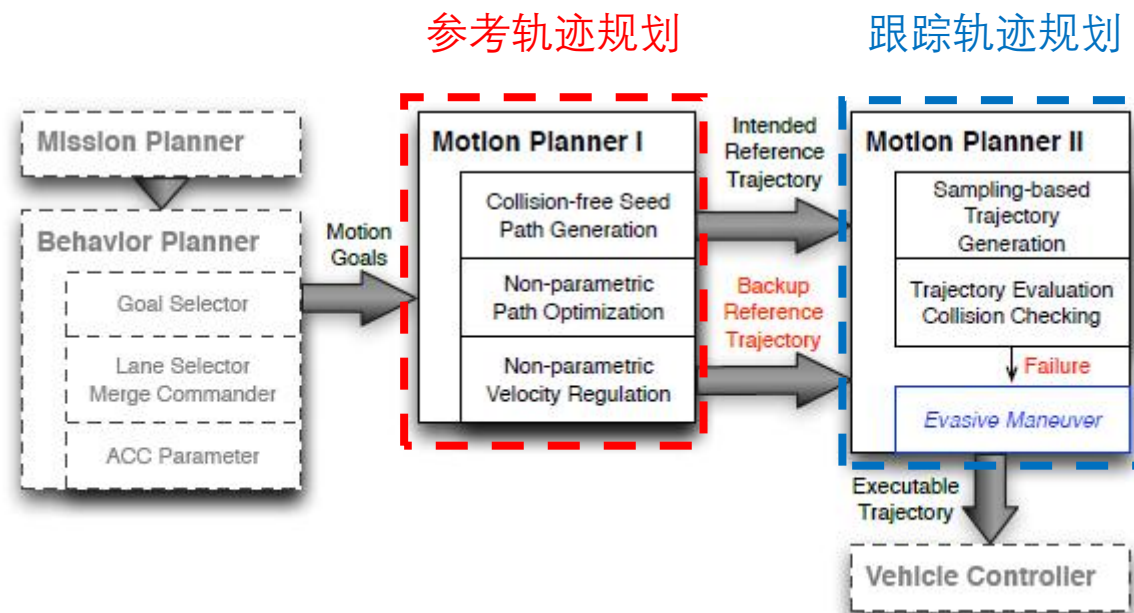 参考轨迹规划
跟踪轨迹规划
Mission Planner
Behavior Planner
Goal Selector
Lane Selector
Merge Commander
ACC Parameter
Motion
Goals
Motion Planner I
Collision-free Seed
Path Generation
Non-parametric
Path Optimization
Non-parametric
Velocity Regulation
Intended
Reference
Trajectory
Backup
Reference
Trajectory
Motion Planner II
Sampling-based
Trajectory
Generation
Trajectory Evaluation
Collision Checking
Failure
Evasive Maneuver
Executable
Trajectory
Vehicle Controller